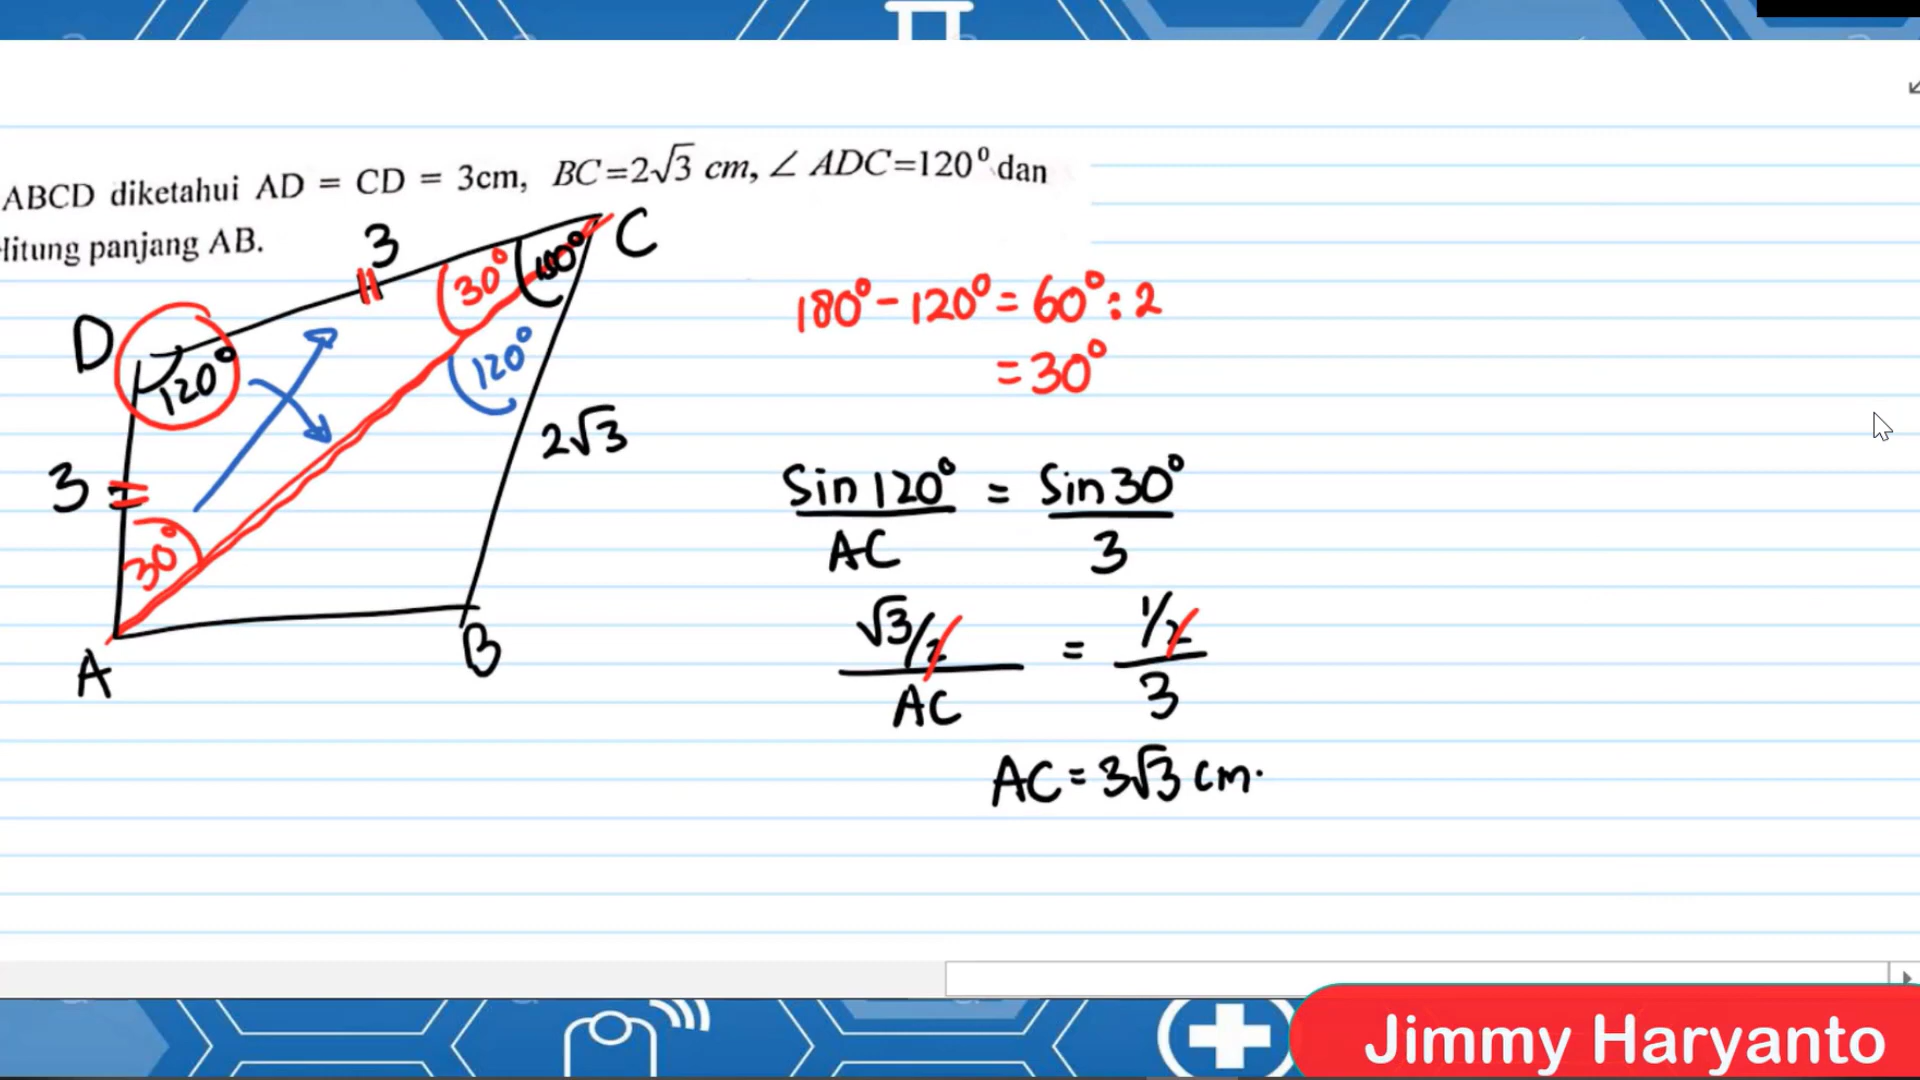 ABCD diketahui AD = CD = 3cm, BC=2√3 cm, ∠ ADC=120⁰ dan
Hitung panjang AB.
3
C
30°
D
120°
120°
2√3
3
30°
A
B
180° - 120° = 60° : 2
= 30°
Sin 120° = Sin 30°
AC 3
√3/2 = 1/2
AC 3
AC = 3√3 cm.
Jimmy Haryanto